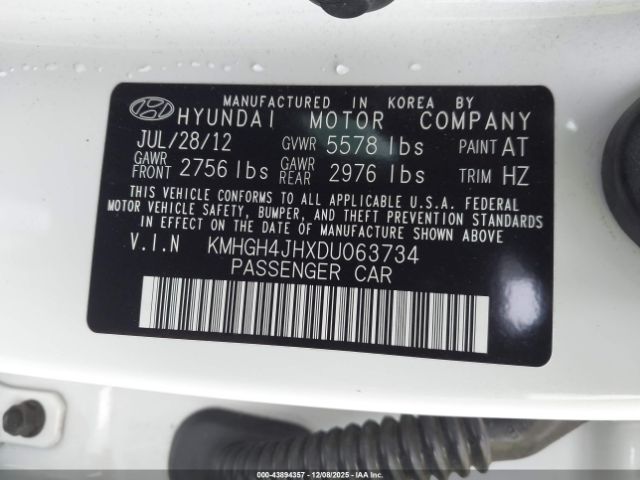 MANUFACTURED IN KOREA BY
HYUNDAI MOTOR COMPANY
JUL/28/12 GVWR 5578 lbs PAINT AT
GAWR FRONT 2756 lbs GAWR REAR 2976 lbs TRIM HZ
THIS VEHICLE CONFORMS TO ALL APPLICABLE U.S.A. FEDERAL
MOTOR VEHICLE SAFETY, BUMPER, AND THEFT PREVENTION STANDARDS
IN EFFECT ON THE DATE OF MANUFACTURE SHOWN ABOVE
V.I.N KMHGH4JHXDU063734
PASSENGER CAR
000-43894357 - 12/08/2025 - IAA Inc.